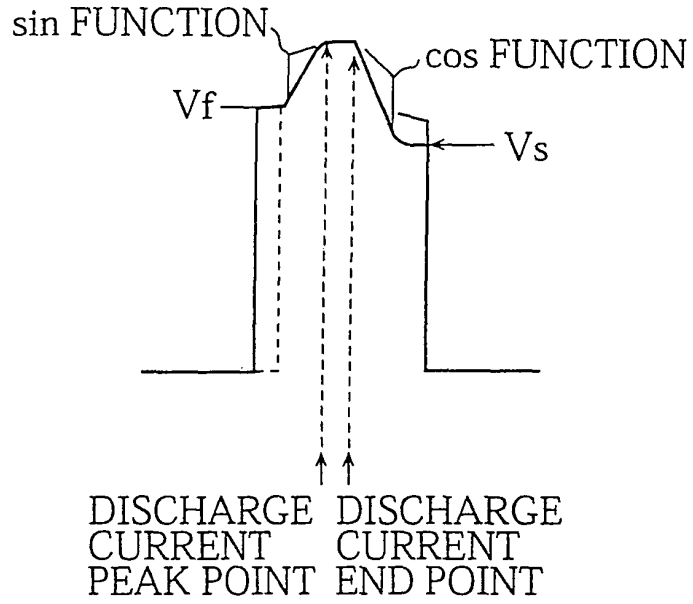 sin FUNCTION
cos FUNCTION
Vf
Vs
DISCHARGE CURRENT PEAK POINT
DISCHARGE CURRENT END POINT